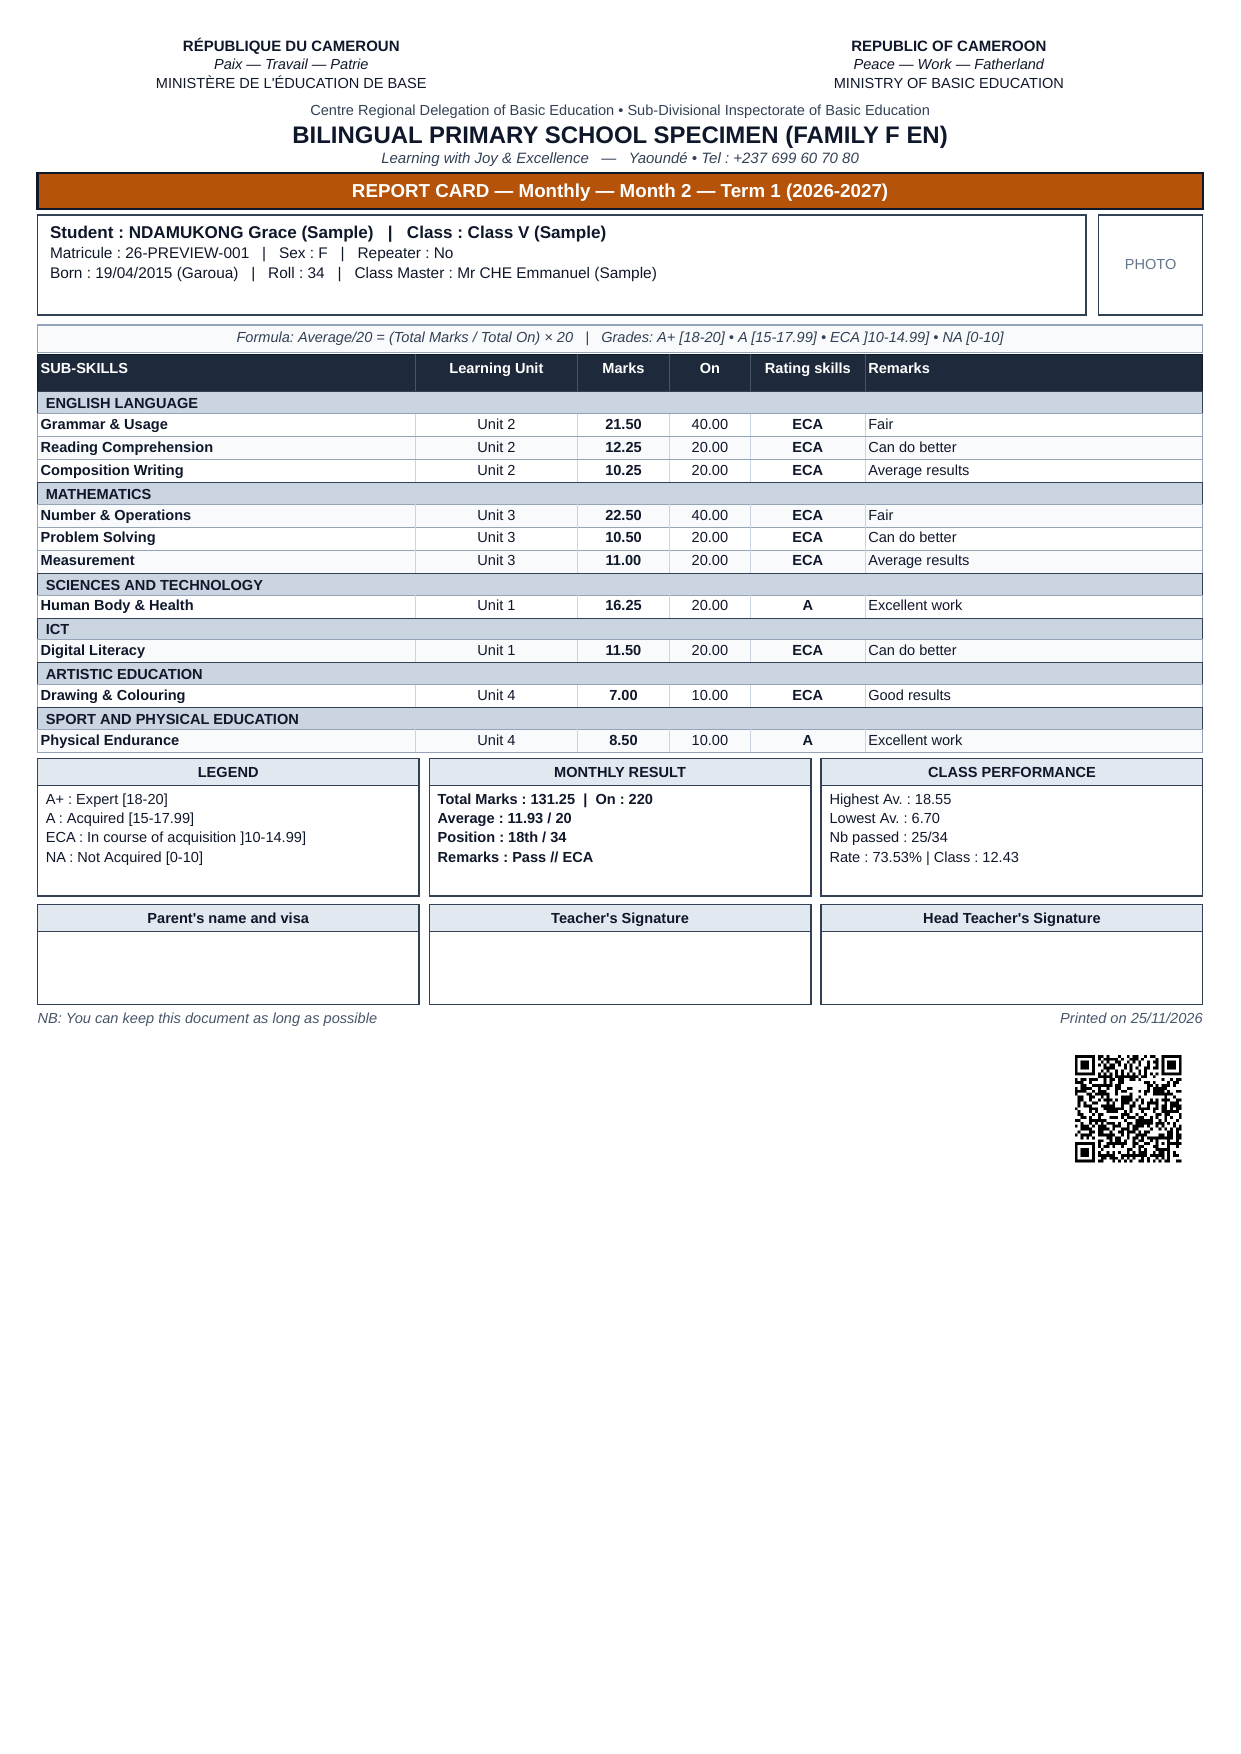 RÉPUBLIQUE DU CAMEROUN
Paix — Travail — Patrie
MINISTÈRE DE L'ÉDUCATION DE BASE
REPUBLIC OF CAMEROON
Peace — Work — Fatherland
MINISTRY OF BASIC EDUCATION
Centre Regional Delegation of Basic Education • Sub-Divisional Inspectorate of Basic Education
BILINGUAL PRIMARY SCHOOL SPECIMEN (FAMILY F EN)
Learning with Joy & Excellence — Yaoundé • Tel : +237 699 60 70 80
REPORT CARD — Monthly — Month 2 — Term 1 (2026-2027)
Student : NDAMUKONG Grace (Sample) | Class : Class V (Sample)
Matricule : 26-PREVIEW-001 | Sex : F | Repeater : No
Born : 19/04/2015 (Garoua) | Roll : 34 | Class Master : Mr CHE Emmanuel (Sample)
PHOTO
Formula: Average/20 = (Total Marks / Total On) × 20 | Grades: A+ [18-20] • A [15-17.99] • ECA ]10-14.99] • NA [0-10]
SUB-SKILLS Learning Unit Marks On Rating skills Remarks
ENGLISH LANGUAGE
Grammar & Usage Unit 2 21.50 40.00 ECA Fair
Reading Comprehension Unit 2 12.25 20.00 ECA Can do better
Composition Writing Unit 2 10.25 20.00 ECA Average results
MATHEMATICS
Number & Operations Unit 3 22.50 40.00 ECA Fair
Problem Solving Unit 3 10.50 20.00 ECA Can do better
Measurement Unit 3 11.00 20.00 ECA Average results
SCIENCES AND TECHNOLOGY
Human Body & Health Unit 1 16.25 20.00 A Excellent work
ICT
Digital Literacy Unit 1 11.50 20.00 ECA Can do better
ARTISTIC EDUCATION
Drawing & Colouring Unit 4 7.00 10.00 ECA Good results
SPORT AND PHYSICAL EDUCATION
Physical Endurance Unit 4 8.50 10.00 A Excellent work
LEGEND
A+ : Expert [18-20]
A : Acquired [15-17.99]
ECA : In course of acquisition ]10-14.99]
NA : Not Acquired [0-10]
MONTHLY RESULT
Total Marks : 131.25 | On : 220
Average : 11.93 / 20
Position : 18th / 34
Remarks : Pass // ECA
CLASS PERFORMANCE
Highest Av. : 18.55
Lowest Av. : 6.70
Nb passed : 25/34
Rate : 73.53% | Class : 12.43
Parent's name and visa
Teacher's Signature
Head Teacher's Signature
NB: You can keep this document as long as possible
Printed on 25/11/2026